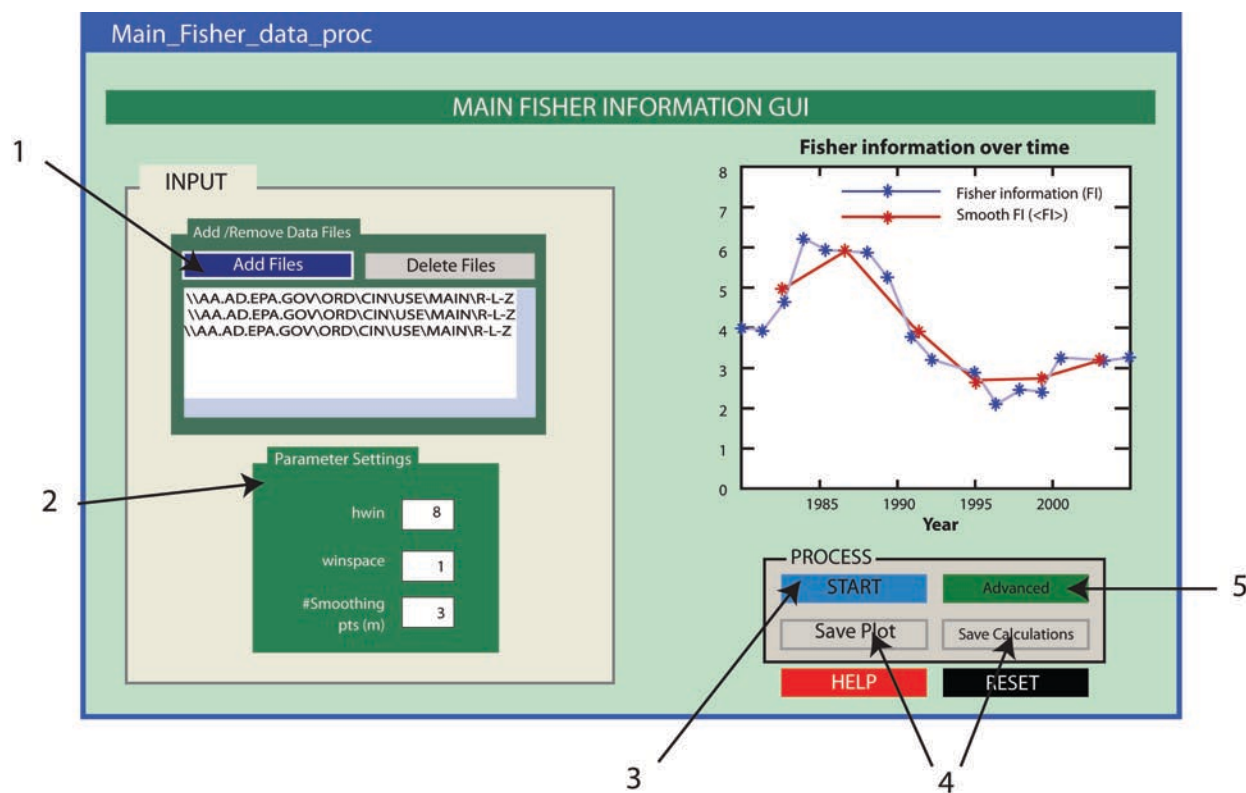 Main_Fisher_data_proc
MAIN FISHER INFORMATION GUI
1
INPUT
Add /Remove Data Files
Add Files
Delete Files
\\AA.AD.EPA.GOV\ORD\CIN\USE\MAIN\R-L-Z
\\AA.AD.EPA.GOV\ORD\CIN\USE\MAIN\R-L-Z
\\AA.AD.EPA.GOV\ORD\CIN\USE\MAIN\R-L-Z
2
Parameter Settings
hwin 8
winspace 1
#Smoothing
pts (m) 3
Fisher information over time
Fisher information (FI)
Smooth FI (<FI>)
8
7
6
5
4
3
2
1
0
1985 1990 1995 2000
Year
PROCESS
START
Advanced
5
Save Plot
Save Calculations
HELP
RESET
3
4